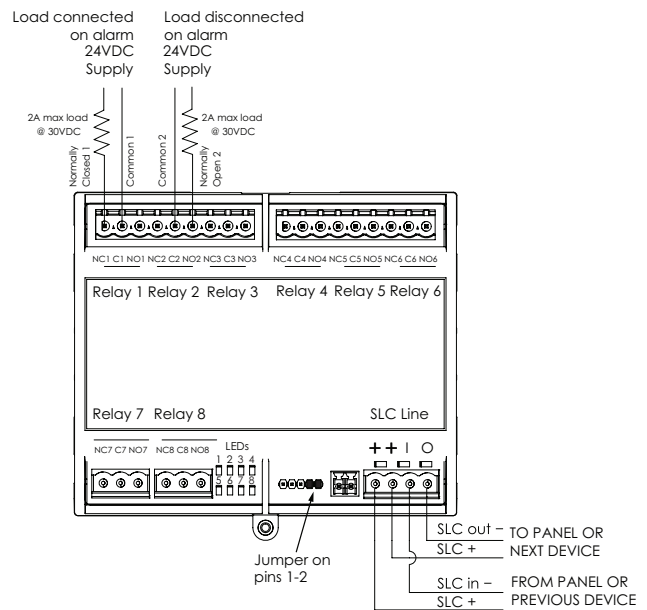 Load connected
on alarm
24VDC
Supply
Load disconnected
on alarm
24VDC
Supply
2A max load
@ 30VDC
2A max load
@ 30VDC
Normally
Closed 1
Common 1
Common 2
Normally
Open 2
NC1 C1 NO1 NC2 C2 NO2 NC3 C3 NO3
NC4 C4 NO4 NC5 C5 NO5 NC6 C6 NO6
Relay 1 Relay 2 Relay 3
Relay 4 Relay 5 Relay 6
Relay 7 Relay 8
SLC Line
NC7 C7 NO7 NC8 C8 NO8
LEDs
1 2 3 4
5 6 7 8
+ + I O
Jumper on
pins 1-2
SLC out –
SLC +
TO PANEL OR
NEXT DEVICE
SLC in –
SLC +
FROM PANEL OR
PREVIOUS DEVICE